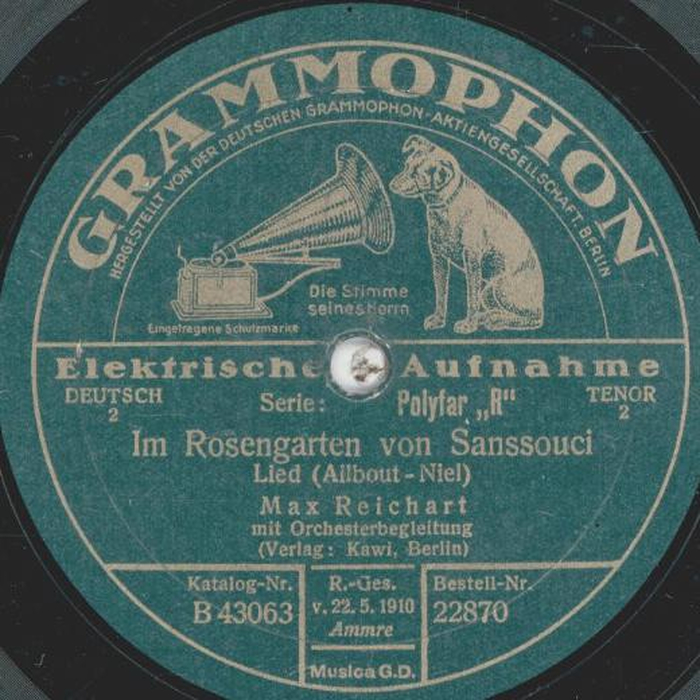 GRAMMOPHON
HERGESTELLT VON DER DEUTSCHEN GRAMMOPHON-AKTIENGESELLSCHAFT, BERLIN
Die Stimme
seines Herrn
Eingetragene Schutzmarke
Elektrische Aufnahme
DEUTSCH
2
Serie: Polyfar „R"
TENOR
2
Im Rosengarten von Sanssouci
Lied (Ailbout-Niel)
Max Reichart
mit Orchesterbegleitung
(Verlag: Kawi, Berlin)
Katalog-Nr.
B 43063
R.-Ges.
v. 22. 5. 1910
Ammre
Musica G.D.
Bestell-Nr.
22870